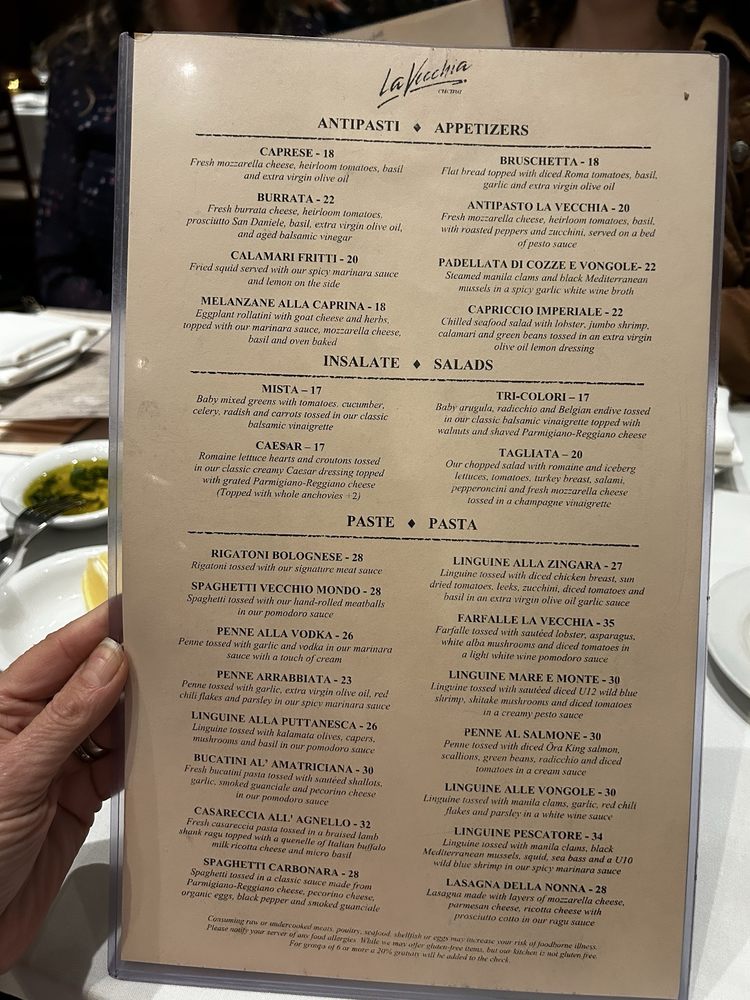 La Vecchia
cucina
ANTIPASTI ♦ APPETIZERS
CAPRESE - 18
Fresh mozzarella cheese, heirloom tomatoes, basil
and extra virgin olive oil
BURRATA - 22
Fresh burrata cheese, heirloom tomatoes,
prosciutto San Daniele, basil, extra virgin olive oil,
and aged balsamic vinegar
CALAMARI FRITTI - 20
Fried squid served with our spicy marinara sauce
and lemon on the side
MELANZANE ALLA CAPRINA - 18
Eggplant rollatini with goat cheese and herbs,
topped with our marinara sauce, mozzarella cheese,
basil and oven baked
BRUSCHETTA - 18
Flat bread topped with diced Roma tomatoes, basil,
garlic and extra virgin olive oil
ANTIPASTO LA VECCHIA - 20
Fresh mozzarella cheese, heirloom tomatoes, basil,
with roasted peppers and zucchini, served on a bed
of pesto sauce
PADELLATA DI COZZE E VONGOLE- 22
Steamed manila clams and black Mediterranean
mussels in a spicy garlic white wine broth
CAPRICCIO IMPERIALE - 22
Chilled seafood salad with lobster, jumbo shrimp,
calamari and green beans tossed in an extra virgin
olive oil lemon dressing
INSALATE ♦ SALADS
MISTA – 17
Baby mixed greens with tomatoes, cucumber,
celery, radish and carrots tossed in our classic
balsamic vinaigrette
CAESAR – 17
Romaine lettuce hearts and croutons tossed
in our classic creamy Caesar dressing topped
with grated Parmigiano-Reggiano cheese
(Topped with whole anchovies +2)
TRI-COLORI – 17
Baby arugula, radicchio and Belgian endive tossed
in our classic balsamic vinaigrette topped with
walnuts and shaved Parmigiano-Reggiano cheese
TAGLIATA – 20
Our chopped salad with romaine and iceberg
lettuces, tomatoes, turkey breast, salami,
pepperoncini and fresh mozzarella cheese
tossed in a champagne vinaigrette
PASTE ♦ PASTA
RIGATONI BOLOGNESE - 28
Rigatoni tossed with our signature meat sauce
SPAGHETTI VECCHIO MONDO - 28
Spaghetti tossed with our hand-rolled meatballs
in our pomodoro sauce
PENNE ALLA VODKA - 26
Penne tossed with garlic and vodka in our marinara
sauce with a touch of cream
PENNE ARRABBIATA - 23
Penne tossed with garlic, extra virgin olive oil, red
chili flakes and parsley in our spicy marinara sauce
LINGUINE ALLA PUTTANESCA - 26
Linguine tossed with kalamata olives, capers,
mushrooms and basil in our pomodoro sauce
BUCATINI AL' AMATRICIANA - 30
Fresh bucatini pasta tossed with sautéed shallots,
garlic, smoked guanciale and pecorino cheese
in our pomodoro sauce
CASARECCIA ALL' AGNELLO - 32
Fresh casareccia pasta tossed in a braised lamb
shank ragu topped with a quenelle of Italian buffalo
milk ricotta cheese and micro basil
SPAGHETTI CARBONARA - 28
Spaghetti tossed in a classic sauce made from
Parmigiano-Reggiano cheese, pecorino cheese,
organic eggs, black pepper and smoked guanciale
LINGUINE ALLA ZINGARA - 27
Linguine tossed with diced chicken breast, sun
dried tomatoes, leeks, zucchini, diced tomatoes and
basil in an extra virgin olive oil garlic sauce
FARFALLE LA VECCHIA - 35
Farfalle tossed with sautéed lobster, asparagus,
white alba mushrooms and diced tomatoes in
a light white wine pomodoro sauce
LINGUINE MARE E MONTE - 30
Linguine tossed with sautéed diced U12 wild blue
shrimp, shitake mushrooms and diced tomatoes
in a creamy pesto sauce
PENNE AL SALMONE - 30
Penne tossed with diced Ora King salmon,
scallions, green beans, radicchio and diced
tomatoes in a cream sauce
LINGUINE ALLE VONGOLE - 30
Linguine tossed with manila clams, garlic, red chili
flakes and parsley in a white wine sauce
LINGUINE PESCATORE - 34
Linguine tossed with manila clams, black
Mediterranean mussels, squid, sea bass and a U10
wild blue shrimp in our spicy marinara sauce
LASAGNA DELLA NONNA - 28
Lasagna made with layers of mozzarella cheese,
parmesan cheese, ricotta cheese with
prosciutto cotto in our ragu sauce
Consuming raw or undercooked meats, poultry, seafood, shellfish or eggs may increase your risk of foodborne illness.
Please notify your server of any food allergies. While we may offer gluten-free items, but our kitchen is not gluten free.
For groups of 6 or more a 20% gratuity will be added to the check.